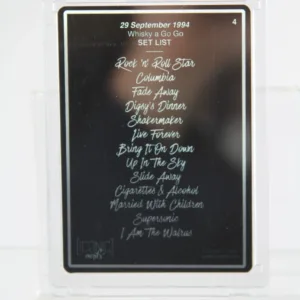 29 September 1994
4
Whisky a Go Go
SET LIST
Rock 'n' Roll Star
Columbia
Fade Away
Digsy's Dinner
Shakermaker
Live Forever
Bring It On Down
Up In The Sky
Slide Away
Cigarettes & Alcohol
Married With Children
Supersonic
I Am The Walrus